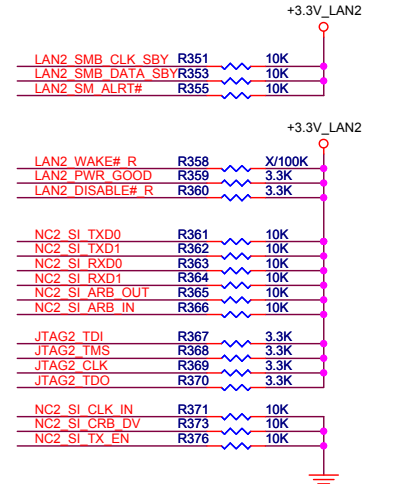 +3.3V_LAN2
LAN2_SMB_CLK_SBY R351 10K
LAN2_SMB_DATA_SBY R353 10K
LAN2_SM_ALRT# R355 10K
+3.3V_LAN2
LAN2_WAKE#_R R358 X/100K
LAN2_PWR_GOOD R359 3.3K
LAN2_DISABLE#_R R360 3.3K
NC2_SI_TXD0 R361 10K
NC2_SI_TXD1 R362 10K
NC2_SI_RXD0 R363 10K
NC2_SI_RXD1 R364 10K
NC2_SI_ARB_OUT R365 10K
NC2_SI_ARB_IN R366 10K
JTAG2_TDI R367 3.3K
JTAG2_TMS R368 3.3K
JTAG2_CLK R369 3.3K
JTAG2_TDO R370 3.3K
NC2_SI_CLK_IN R371 10K
NC2_SI_CRB_DV R373 10K
NC2_SI_TX_EN R376 10K